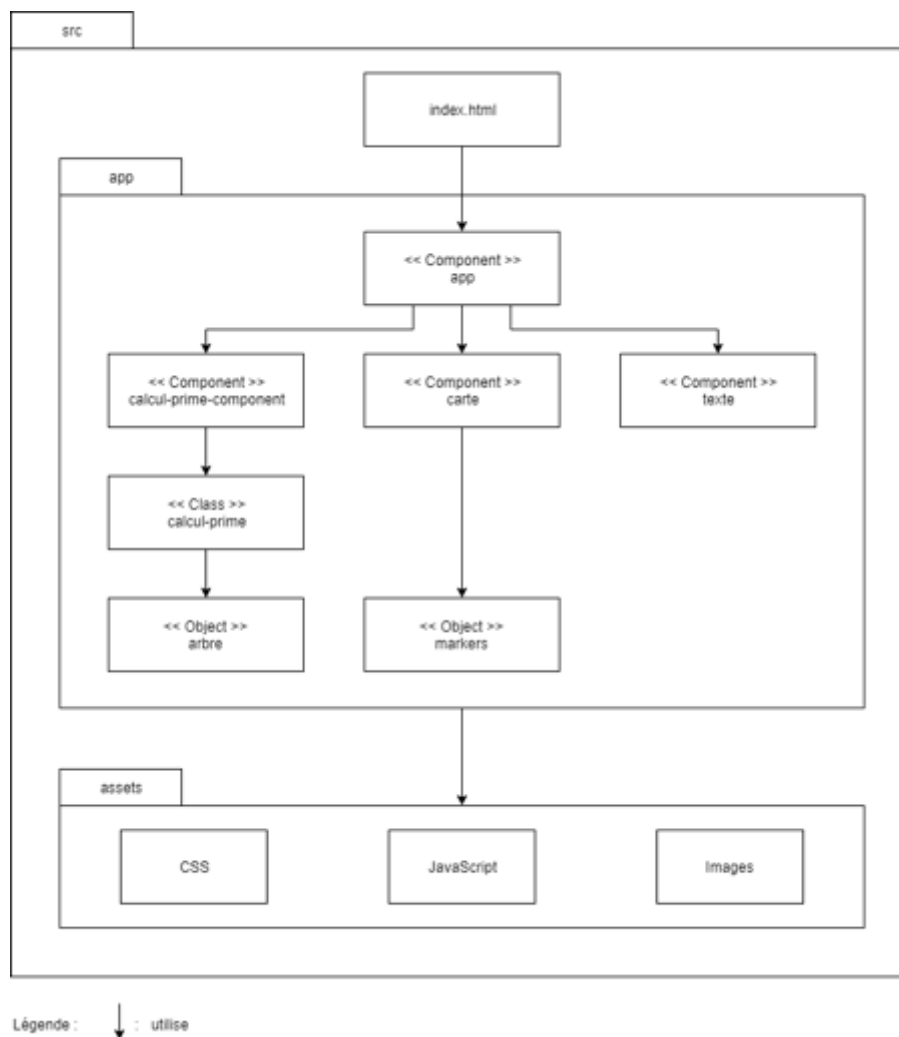 src
index.html
app
<< Component >>
app
<< Component >>
calcul-prime-component
<< Component >>
carte
<< Component >>
texte
<< Class >>
calcul-prime
<< Object >>
arbre
<< Object >>
markers
assets
CSS
JavaScript
Images
Légende : : utilise